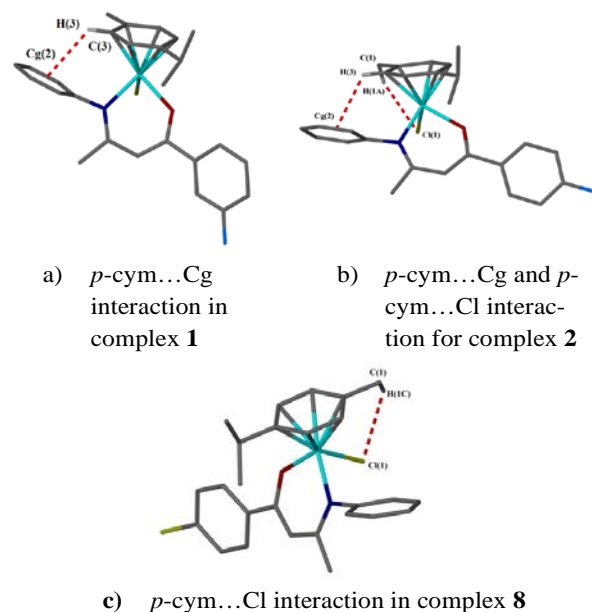 H(3)
C(3)
Cg(2)
C(1)
H(3)
H(1A)
Cg(2)
Cl(1)
a) p-cym…Cg
interaction in
complex 1
b) p-cym…Cg and p-
cym…Cl interac-
tion for complex 2
C(1)
H(1C)
Cl(1)
c) p-cym…Cl interaction in complex 8